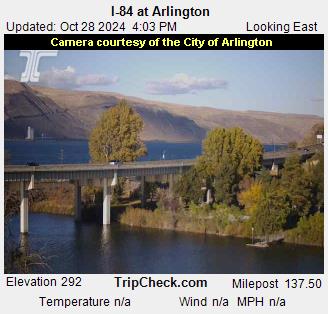 I-84 at Arlington
Updated: Oct 28 2024 4:03 PM Looking East
Camera courtesy of the City of Arlington
Elevation 292 TripCheck.com Milepost 137.50
Temperature n/a Wind n/a MPH n/a